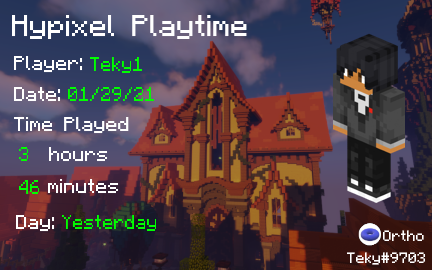 Hypixel Playtime
Player: Teky1
Date: 01/29/21
Time Played
3 hours
46 minutes
Day: Yesterday
Ortho
Teky#9703